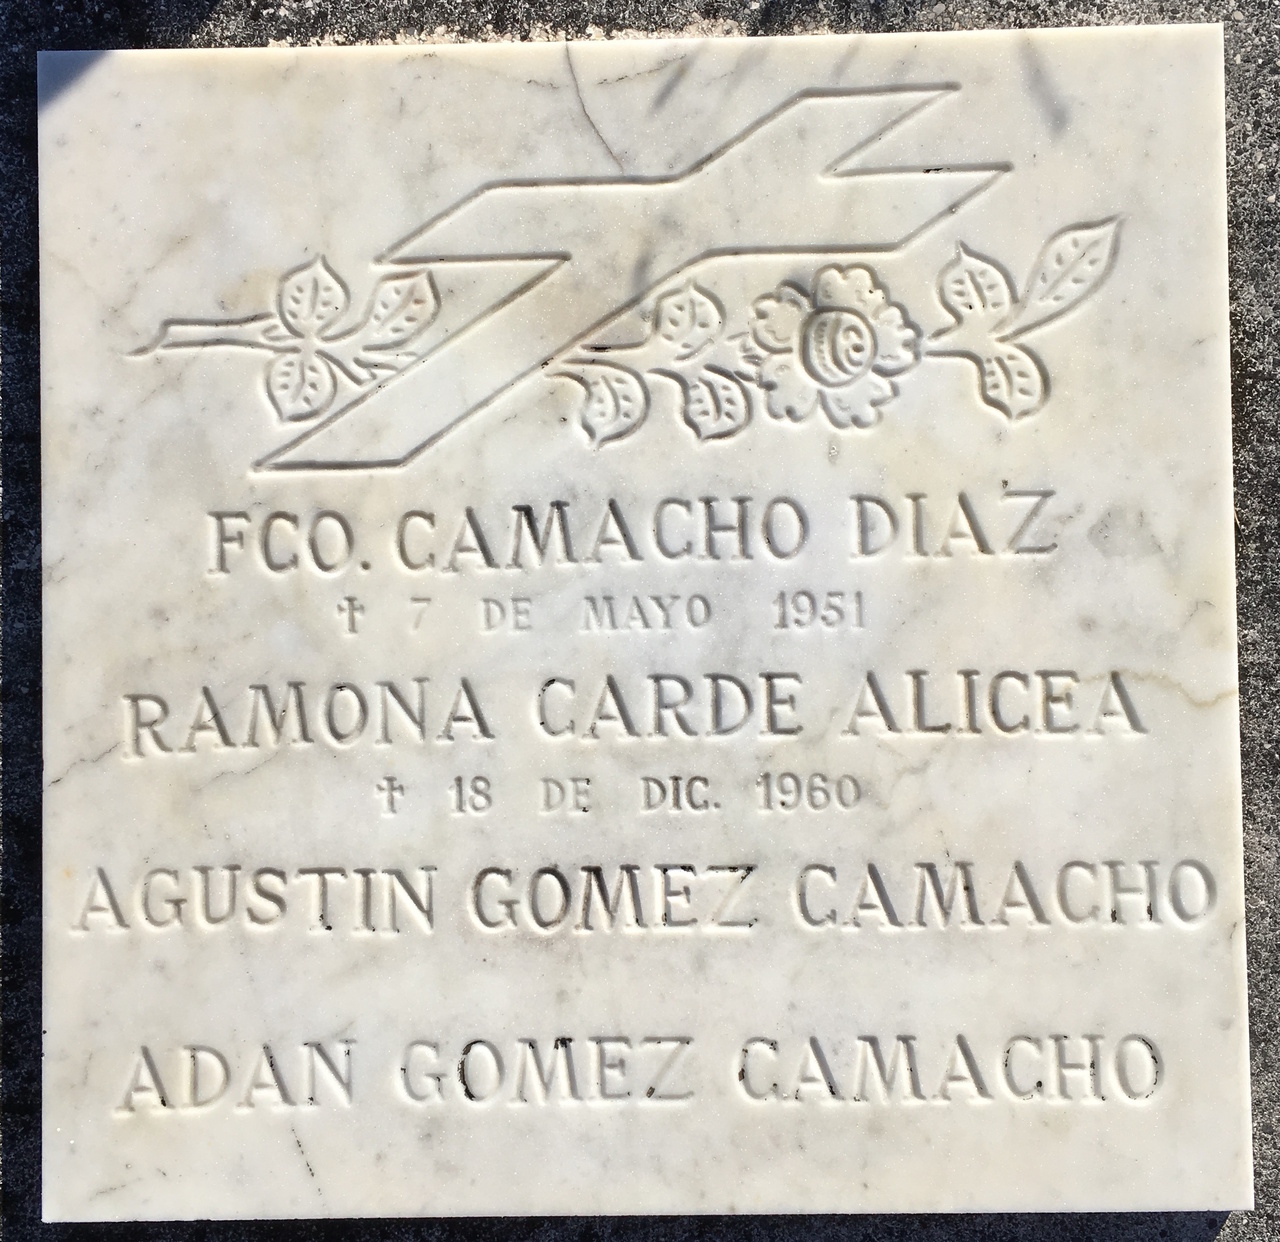 FCO. CAMACHO DIAZ
✝ 7 DE MAYO 1951
RAMONA CARDE ALICEA
✝ 18 DE DIC. 1960
AGUSTIN GOMEZ CAMACHO
ADAN GOMEZ CAMACHO